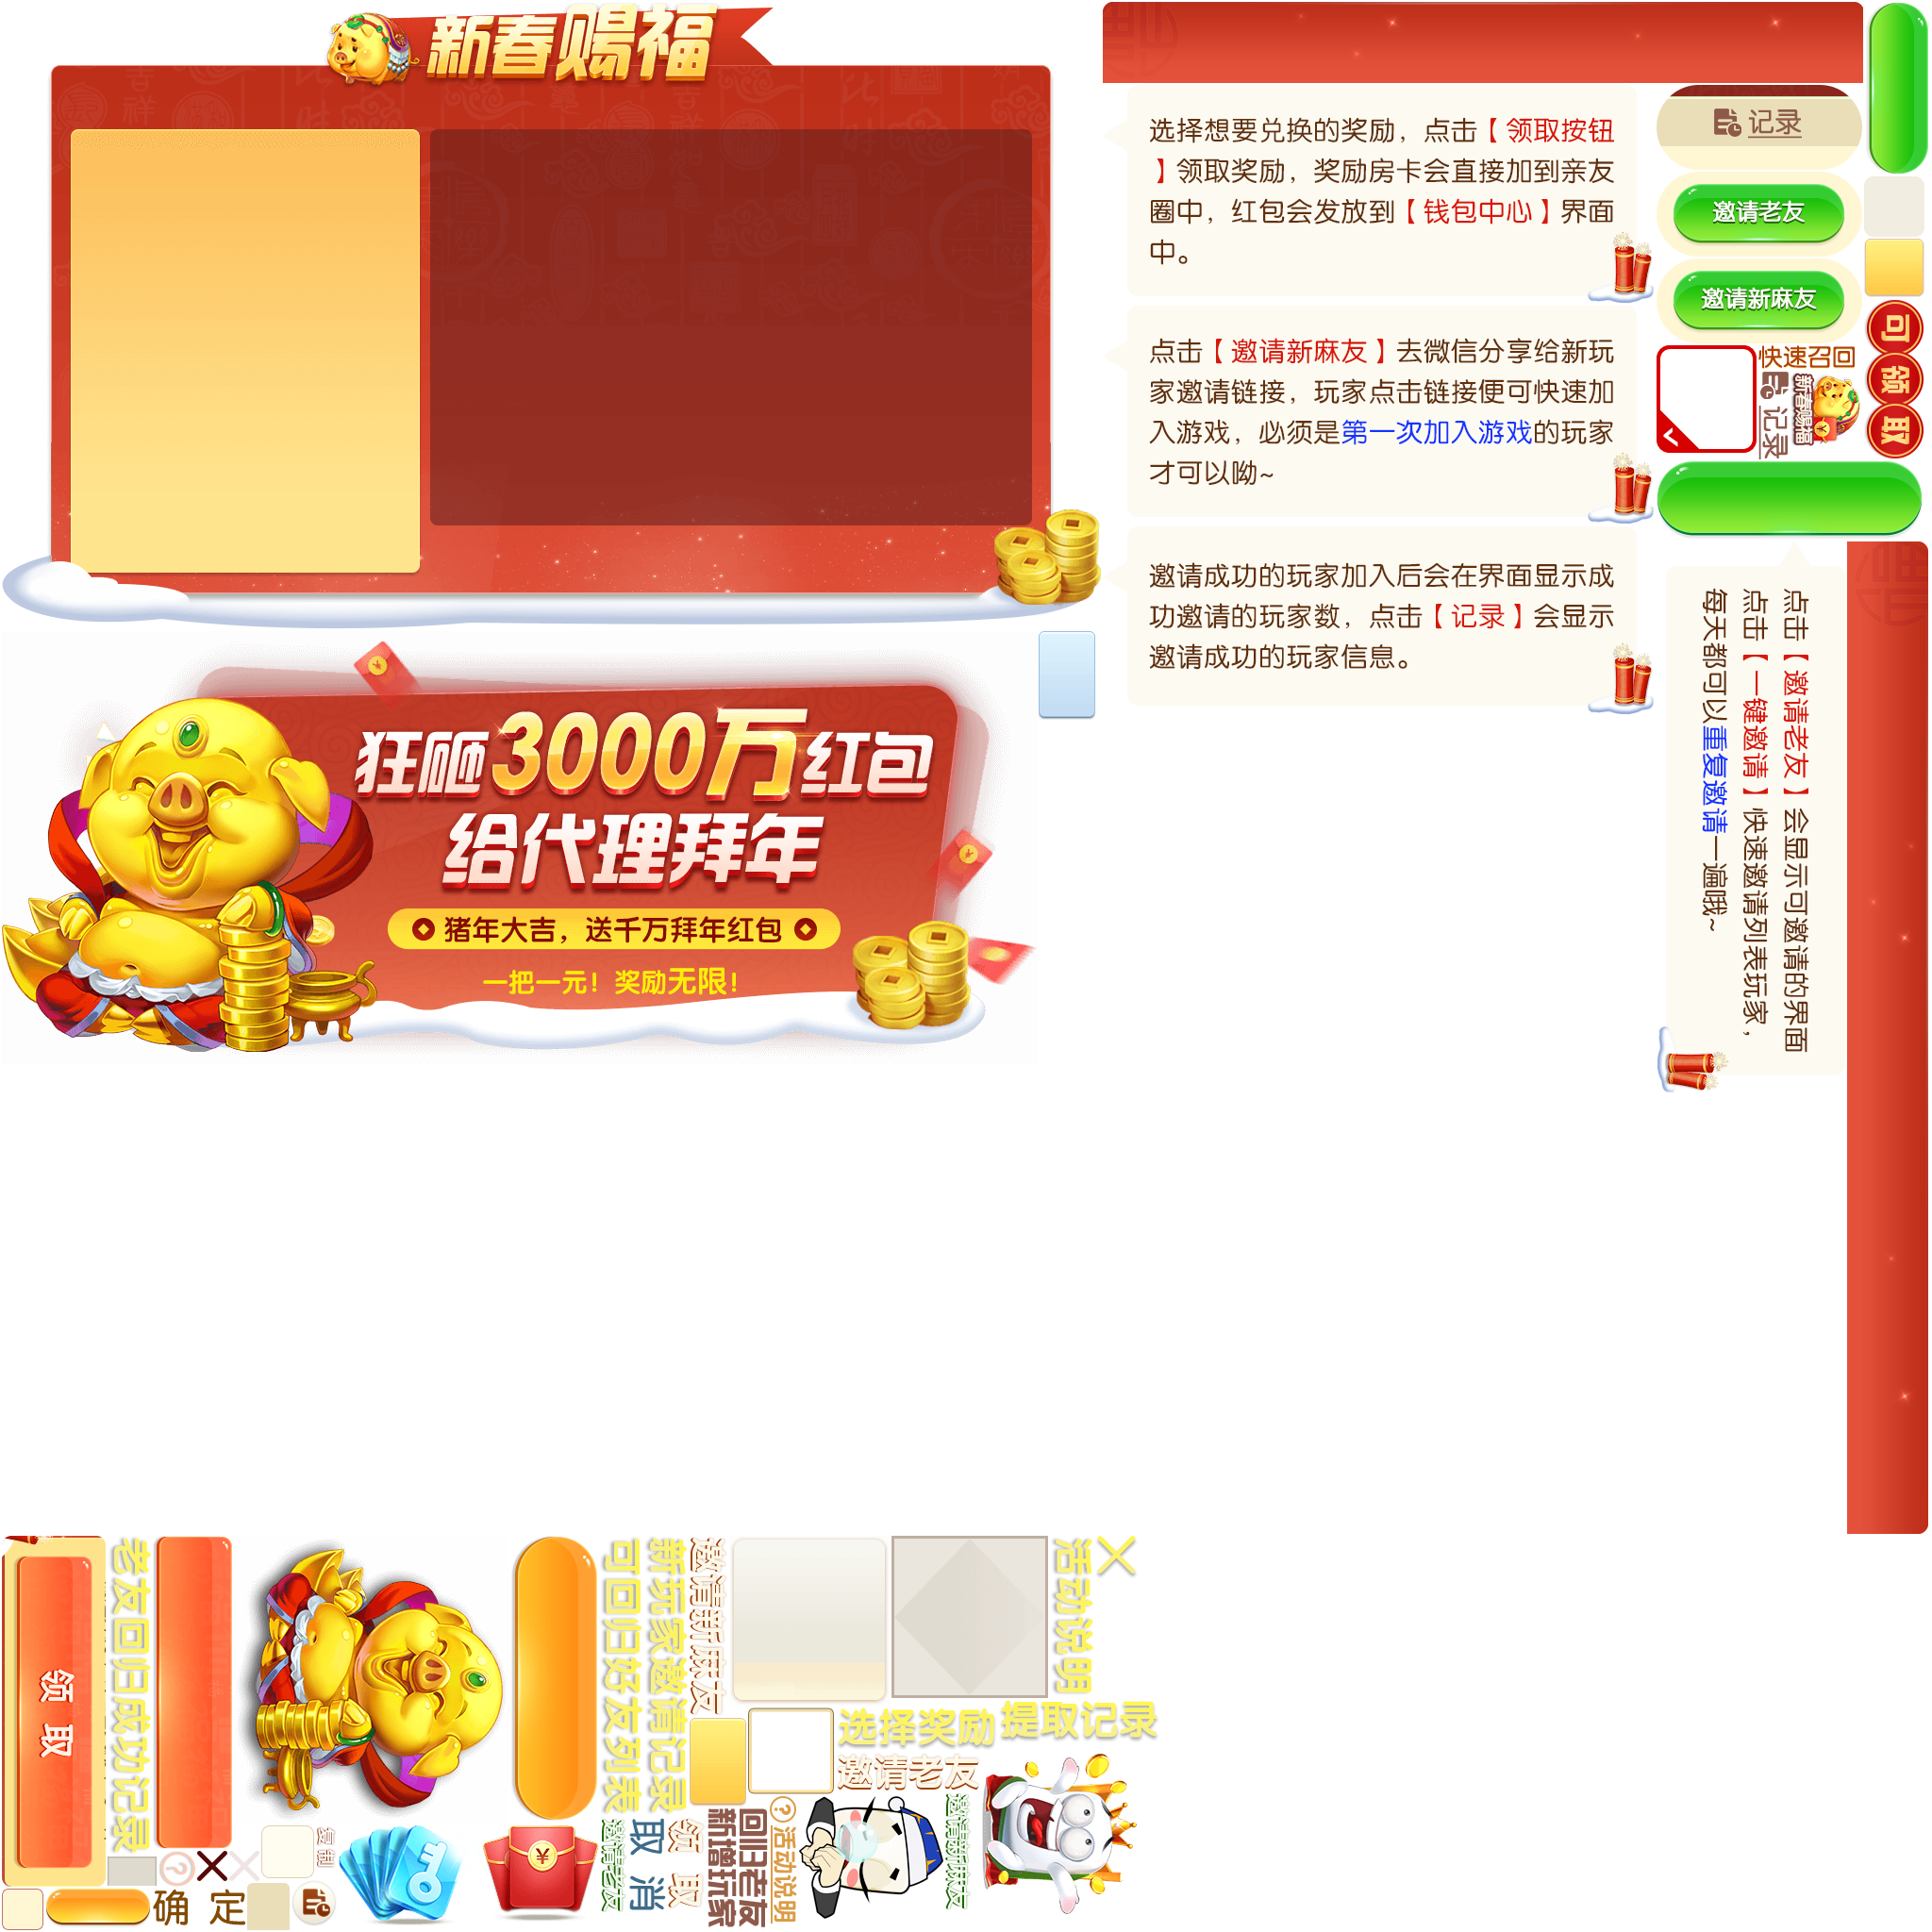 新春赐福
选择想要兑换的奖励，点击【领取按钮
】领取奖励，奖励房卡会直接加到亲友
圈中，红包会发放到【钱包中心】界面
中。
记录
邀请老友
邀请新麻友
可
领
取
快速召回
记录
新春赐福
点击【邀请新麻友】去微信分享给新玩
家邀请链接，玩家点击链接便可快速加
入游戏，必须是第一次加入游戏的玩家
才可以呦~
邀请成功的玩家加入后会在界面显示成
功邀请的玩家数，点击【记录】会显示
邀请成功的玩家信息。
点击【邀请老友】会显示可邀请的界面
点击【一键邀请】快速邀请列表玩家，
每天都可以重复邀请一遍哦~
狂砸3000万红包
给代理拜年
猪年大吉，送千万拜年红包
一把一元！奖励无限！
领 取
老友回归成功记录
新玩家邀请记录
可回归好友列表
邀请新麻友
活动说明
选择奖励
提取记录
邀请老友
复制
确 定
邀请老友
取 消
领 取
回归老友
新增玩家
活动说明
邀请新麻友